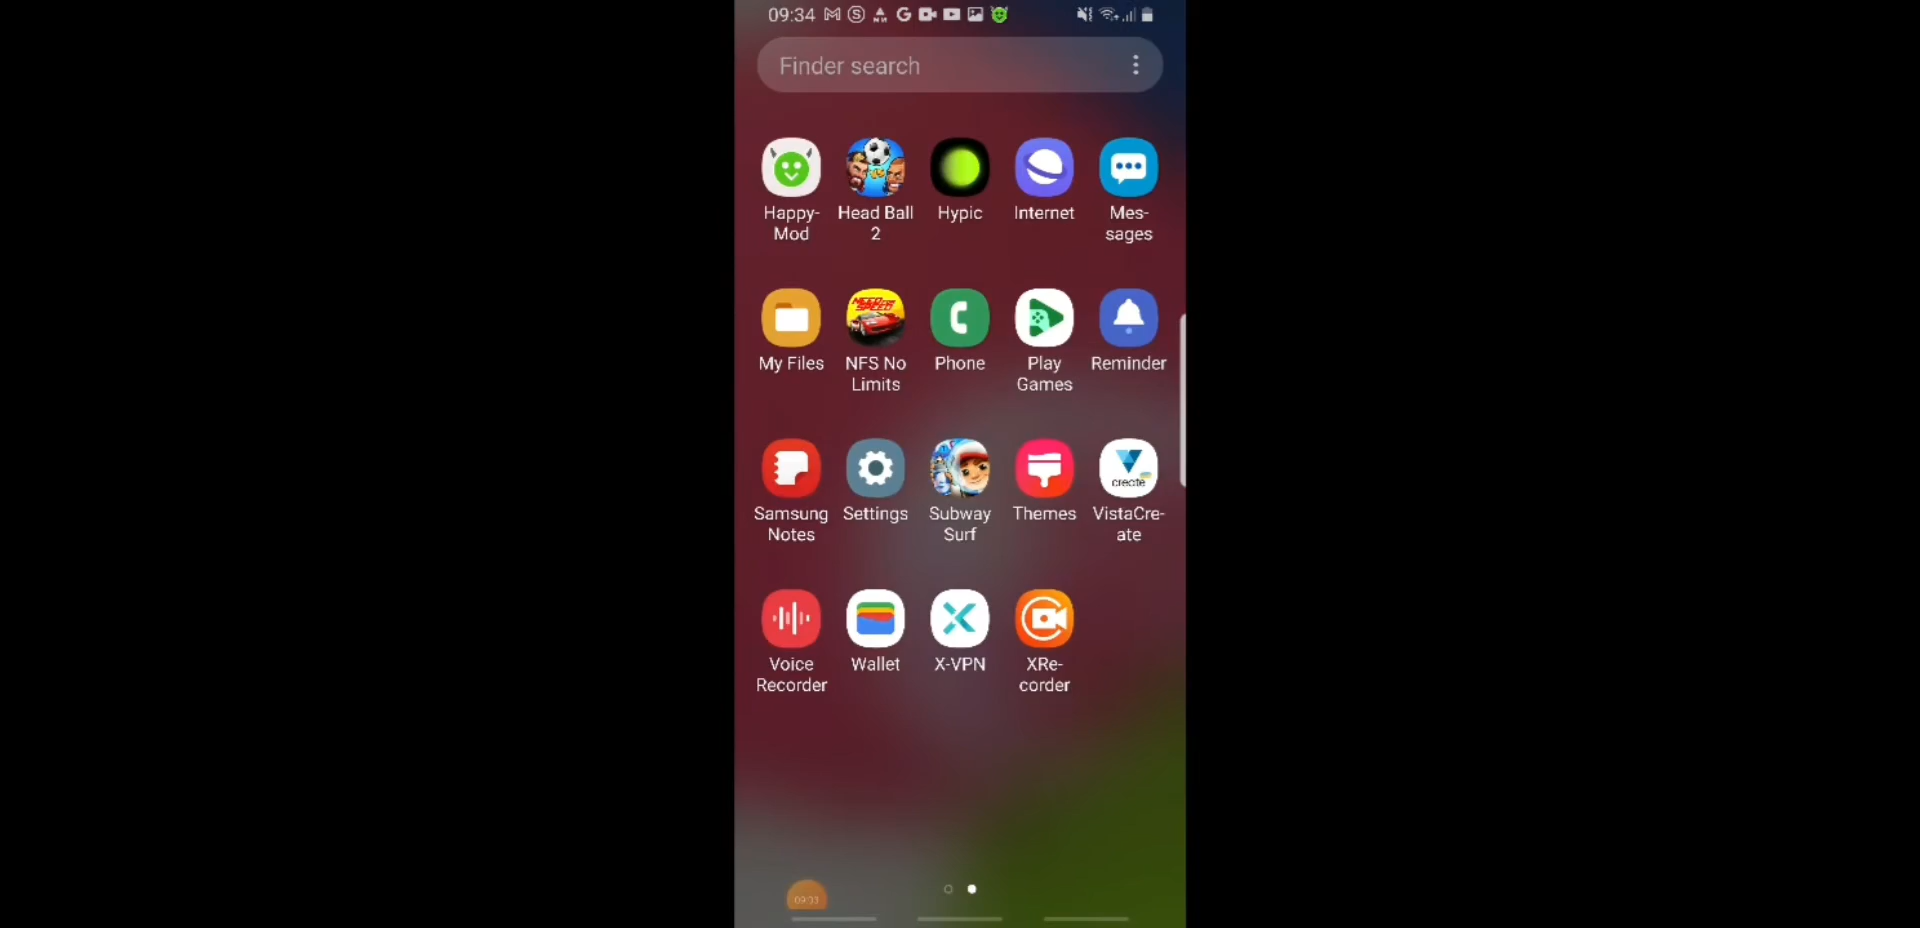 09:34
Finder search
Happy-
Mod
Head Ball
2
Hypic
Internet
Mes-
sages
My Files
NFS No
Limits
Phone
Play
Games
Reminder
Samsung
Notes
Settings
Subway
Surf
Themes
create
VistaCre-
ate
Voice
Recorder
Wallet
X-VPN
XRe-
corder